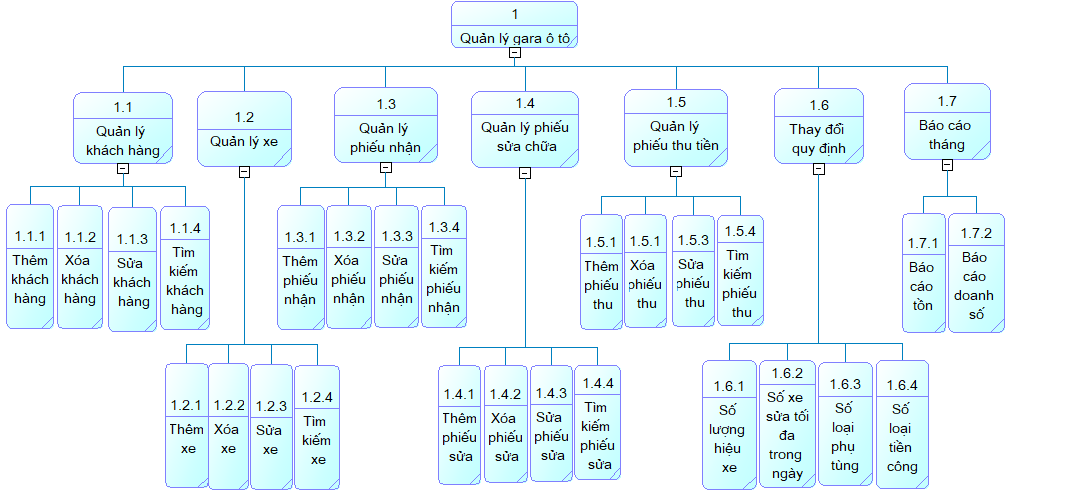 1
Quản lý gara ô tô
1.1
Quản lý
khách hàng
1.2
Quản lý xe
1.3
Quản lý
phiếu nhận
1.4
Quản lý phiếu
sửa chữa
1.5
Quản lý
phiếu thu tiền
1.6
Thay đổi
quy định
1.7
Báo cáo
tháng
1.1.1
Thêm
khách
hàng
1.1.2
Xóa
khách
hàng
1.1.3
Sửa
khách
hàng
1.1.4
Tìm
kiếm
khách
hàng
1.3.1
Thêm
phiếu
nhận
1.3.2
Xóa
phiếu
nhận
1.3.3
Sửa
phiếu
nhận
1.3.4
Tìm
kiếm
phiếu
nhận
1.5.1
Thêm
phiếu
thu
1.5.1
Xóa
phiếu
thu
1.5.3
Sửa
phiếu
thu
1.5.4
Tìm
kiếm
phiếu
thu
1.7.1
Báo
cáo
tồn
1.7.2
Báo
cáo
doanh
số
1.2.1
Thêm
xe
1.2.2
Xóa
xe
1.2.3
Sửa
xe
1.2.4
Tìm
kiếm
xe
1.4.1
Thêm
phiếu
sửa
1.4.2
Xóa
phiếu
sửa
1.4.3
Sửa
phiếu
sửa
1.4.4
Tìm
kiếm
phiếu
sửa
1.6.1
Số
lượng
hiệu
xe
1.6.2
Số xe
sửa tối
đa
trong
ngày
1.6.3
Số
loại
phụ
tùng
1.6.4
Số
loại
tiền
công